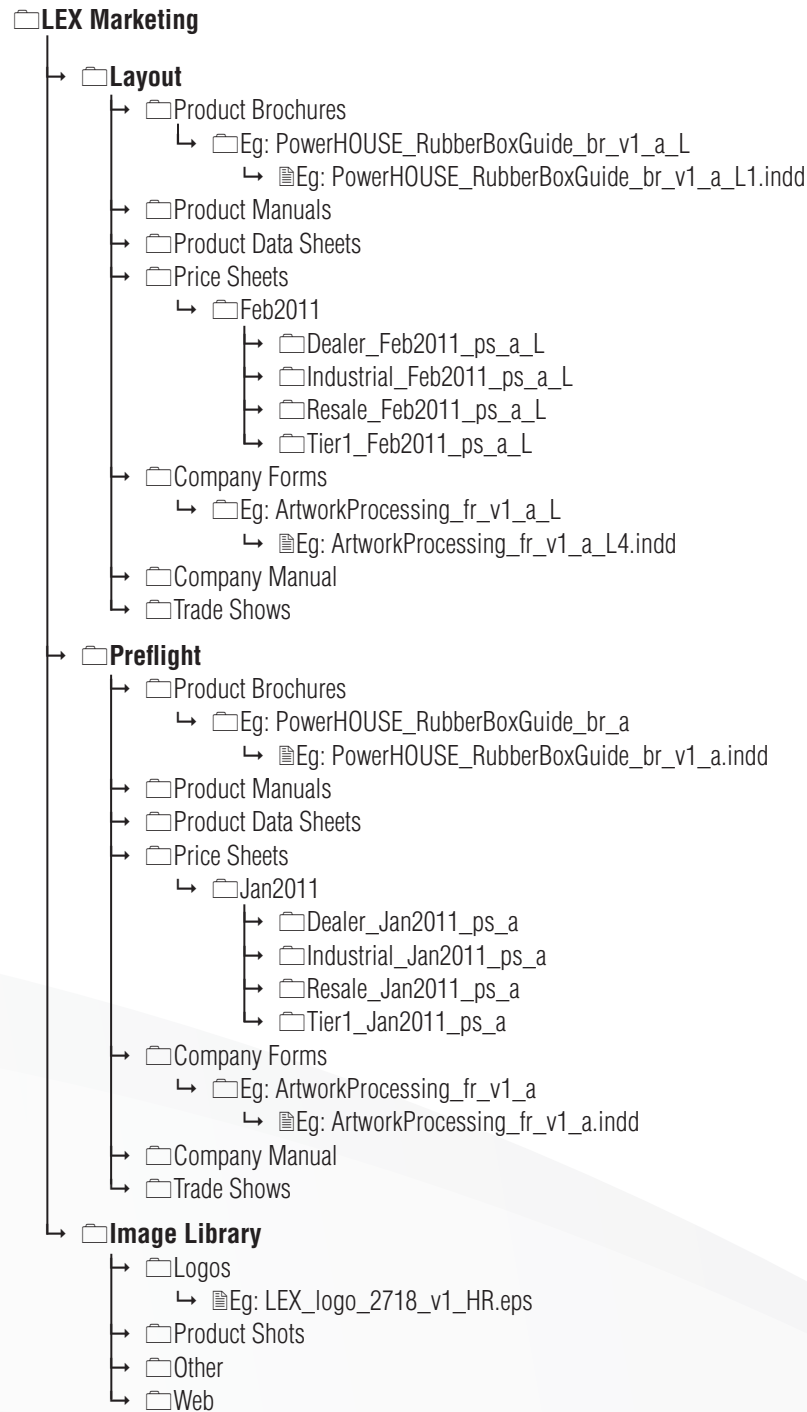 LEX Marketing
Layout
Product Brochures
Eg: PowerHOUSE_RubberBoxGuide_br_v1_a_L
Eg: PowerHOUSE_RubberBoxGuide_br_v1_a_L1.indd
Product Manuals
Product Data Sheets
Price Sheets
Feb2011
Dealer_Feb2011_ps_a_L
Industrial_Feb2011_ps_a_L
Resale_Feb2011_ps_a_L
Tier1_Feb2011_ps_a_L
Company Forms
Eg: ArtworkProcessing_fr_v1_a_L
Eg: ArtworkProcessing_fr_v1_a_L4.indd
Company Manual
Trade Shows
Preflight
Product Brochures
Eg: PowerHOUSE_RubberBoxGuide_br_a
Eg: PowerHOUSE_RubberBoxGuide_br_v1_a.indd
Product Manuals
Product Data Sheets
Price Sheets
Jan2011
Dealer_Jan2011_ps_a
Industrial_Jan2011_ps_a
Resale_Jan2011_ps_a
Tier1_Jan2011_ps_a
Company Forms
Eg: ArtworkProcessing_fr_v1_a
Eg: ArtworkProcessing_fr_v1_a.indd
Company Manual
Trade Shows
Image Library
Logos
Eg: LEX_logo_2718_v1_HR.eps
Product Shots
Other
Web